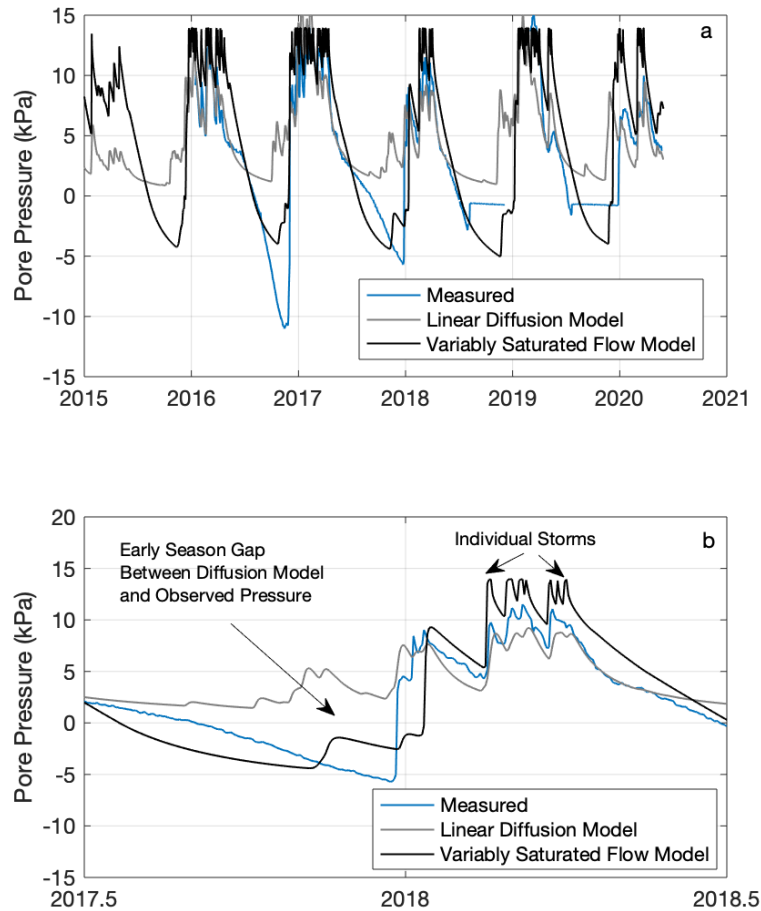 15
a
10
5
0
-5
-10
-15
Pore Pressure (kPa)
Measured
Linear Diffusion Model
Variably Saturated Flow Model
2015
2016
2017
2018
2019
2020
2021
20
b
15
10
5
0
-5
-10
-15
Pore Pressure (kPa)
Early Season Gap
Between Diffusion Model
and Observed Pressure
Individual Storms
Measured
Linear Diffusion Model
Variably Saturated Flow Model
2017.5
2018
2018.5